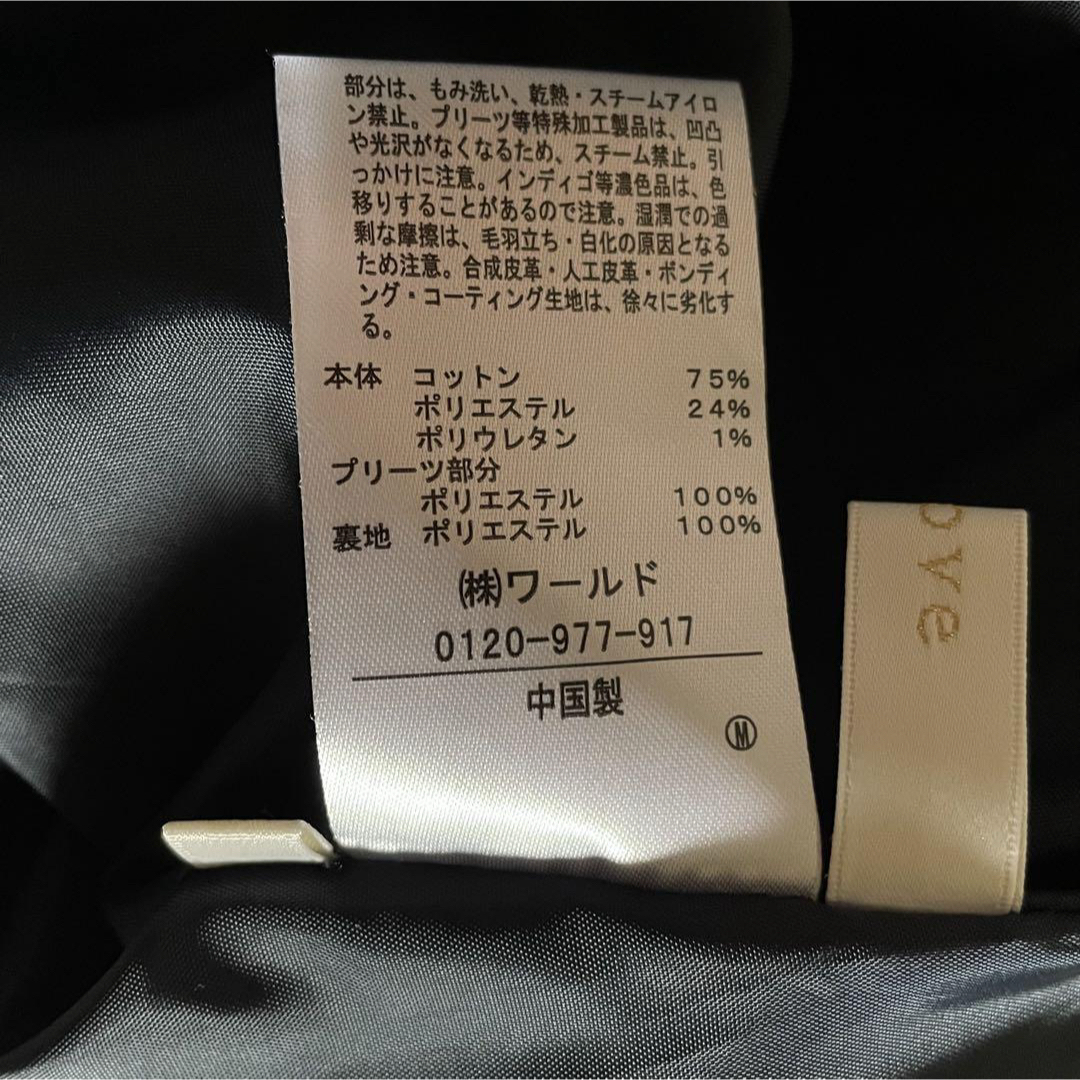 部分は、もみ洗い、乾熱・スチームアイロ
ン禁止。プリーツ等特殊加工製品は、凹凸
や光沢がなくなるため、スチーム禁止。引
っかけに注意。インディゴ等濃色品は、色
移りすることがあるので注意。湿潤での過
剰な摩擦は、毛羽立ち・白化の原因となる
ため注意。合成皮革・人工皮革・ボンディ
ング・コーティング生地は、徐々に劣化す
る。
本体 コットン 75%
ポリエステル 24%
ポリウレタン 1%
プリーツ部分
ポリエステル 100%
裏地 ポリエステル 100%
㈱ワールド
0120-977-917
中国製
Ⓜ
ove